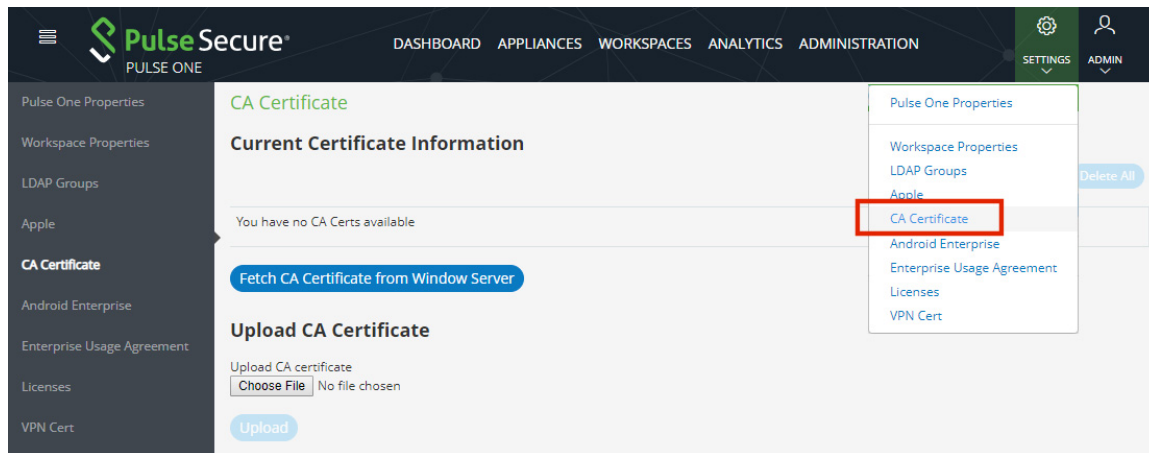 Pulse Secure®
PULSE ONE
DASHBOARD APPLIANCES WORKSPACES ANALYTICS ADMINISTRATION
SETTINGS
ADMIN
Pulse One Properties
Workspace Properties
LDAP Groups
Apple
CA Certificate
Android Enterprise
Enterprise Usage Agreement
Licenses
VPN Cert
CA Certificate
Current Certificate Information
Delete All
You have no CA Certs available
Fetch CA Certificate from Window Server
Upload CA Certificate
Upload CA certificate
Choose File No file chosen
Upload
Pulse One Properties
Workspace Properties
LDAP Groups
Apple
CA Certificate
Android Enterprise
Enterprise Usage Agreement
Licenses
VPN Cert